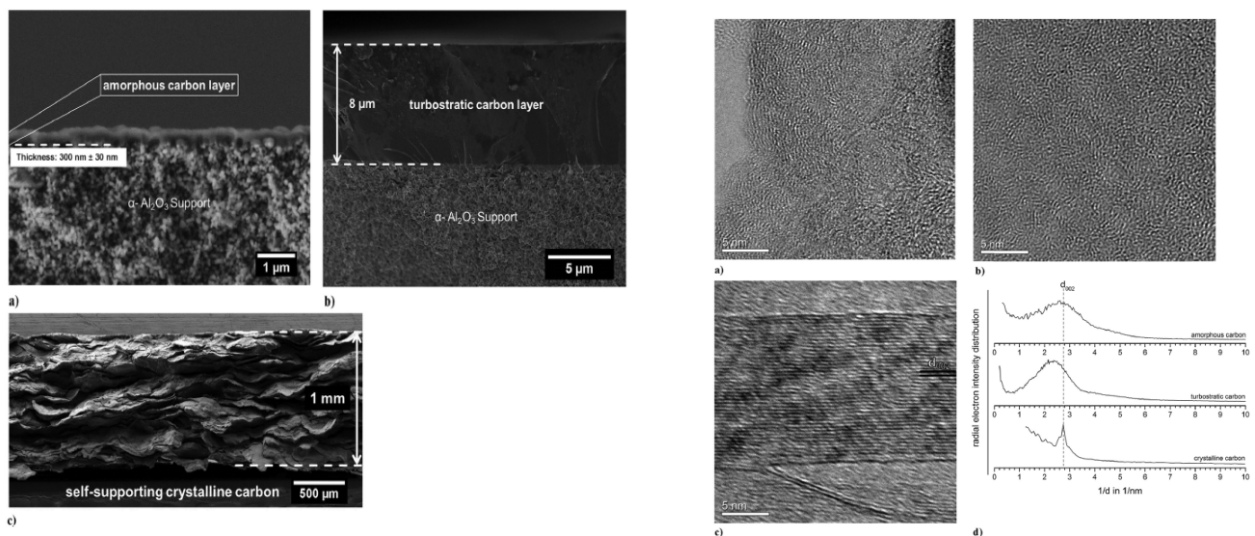 amorphous carbon layer
Thickness: 300 nm ± 30 nm
α- Al2O3 Support
1 µm
a)
8 µm
turbostratic carbon layer
α- Al2O3 Support
5 µm
b)
1 mm
self-supporting crystalline carbon
500 µm
c)
5 nm
a)
5 nm
b)
5 nm
c)
d002
radial electron intensity distribution
amorphous carbon
0 1 2 3 4 5 6 7 8 9 10
turbostratic carbon
0 1 2 3 4 5 6 7 8 9 10
crystalline carbon
0 1 2 3 4 5 6 7 8 9 10
1/d in 1/nm
d)